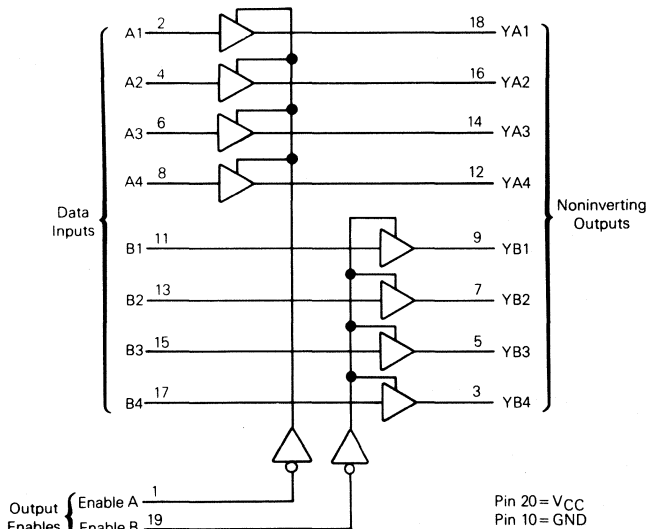 A1 2 18 YA1
A2 4 16 YA2
A3 6 14 YA3
A4 8 12 YA4
Data Inputs
Noninverting Outputs
B1 11 9 YB1
B2 13 7 YB2
B3 15 5 YB3
B4 17 3 YB4
Output Enables
Enable A 1
Enable B 19
Pin 20 = VCC
Pin 10 = GND